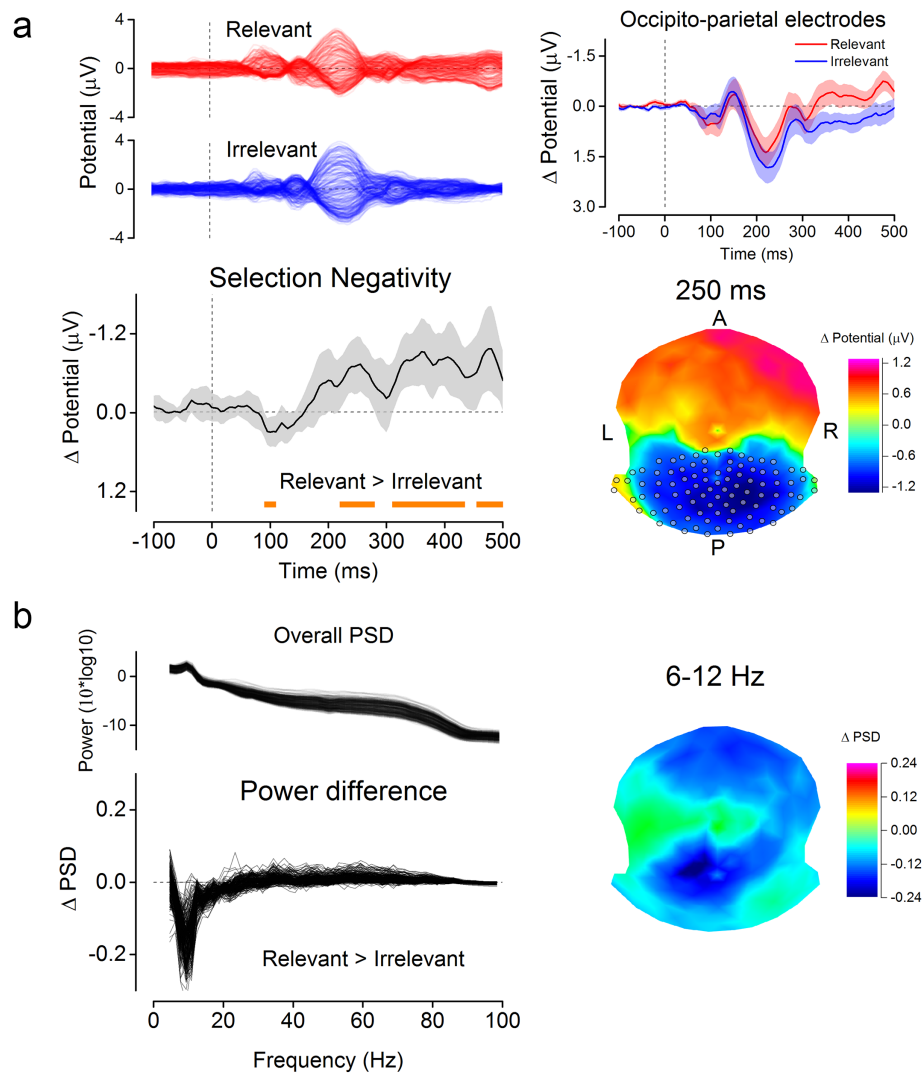 a
Relevant
Potential (μV)
4
0
-4
Irrelevant
4
0
-4
Occipito-parietal electrodes
Relevant
Irrelevant
Δ Potential (μV)
-1.5
0.0
1.5
3.0
-100 0 100 200 300 400 500
Time (ms)
Selection Negativity
Δ Potential (μV)
-1.2
0.0
1.2
Relevant > Irrelevant
-100 0 100 200 300 400 500
Time (ms)
250 ms
A
L
R
P
Δ Potential (μV)
1.2
0.6
0.0
-0.6
-1.2
b
Overall PSD
Power (10*log10)
0
-10
Power difference
Δ PSD
0.2
0.0
-0.2
Relevant > Irrelevant
0 20 40 60 80 100
Frequency (Hz)
6-12 Hz
Δ PSD
0.24
0.12
0.00
-0.12
-0.24